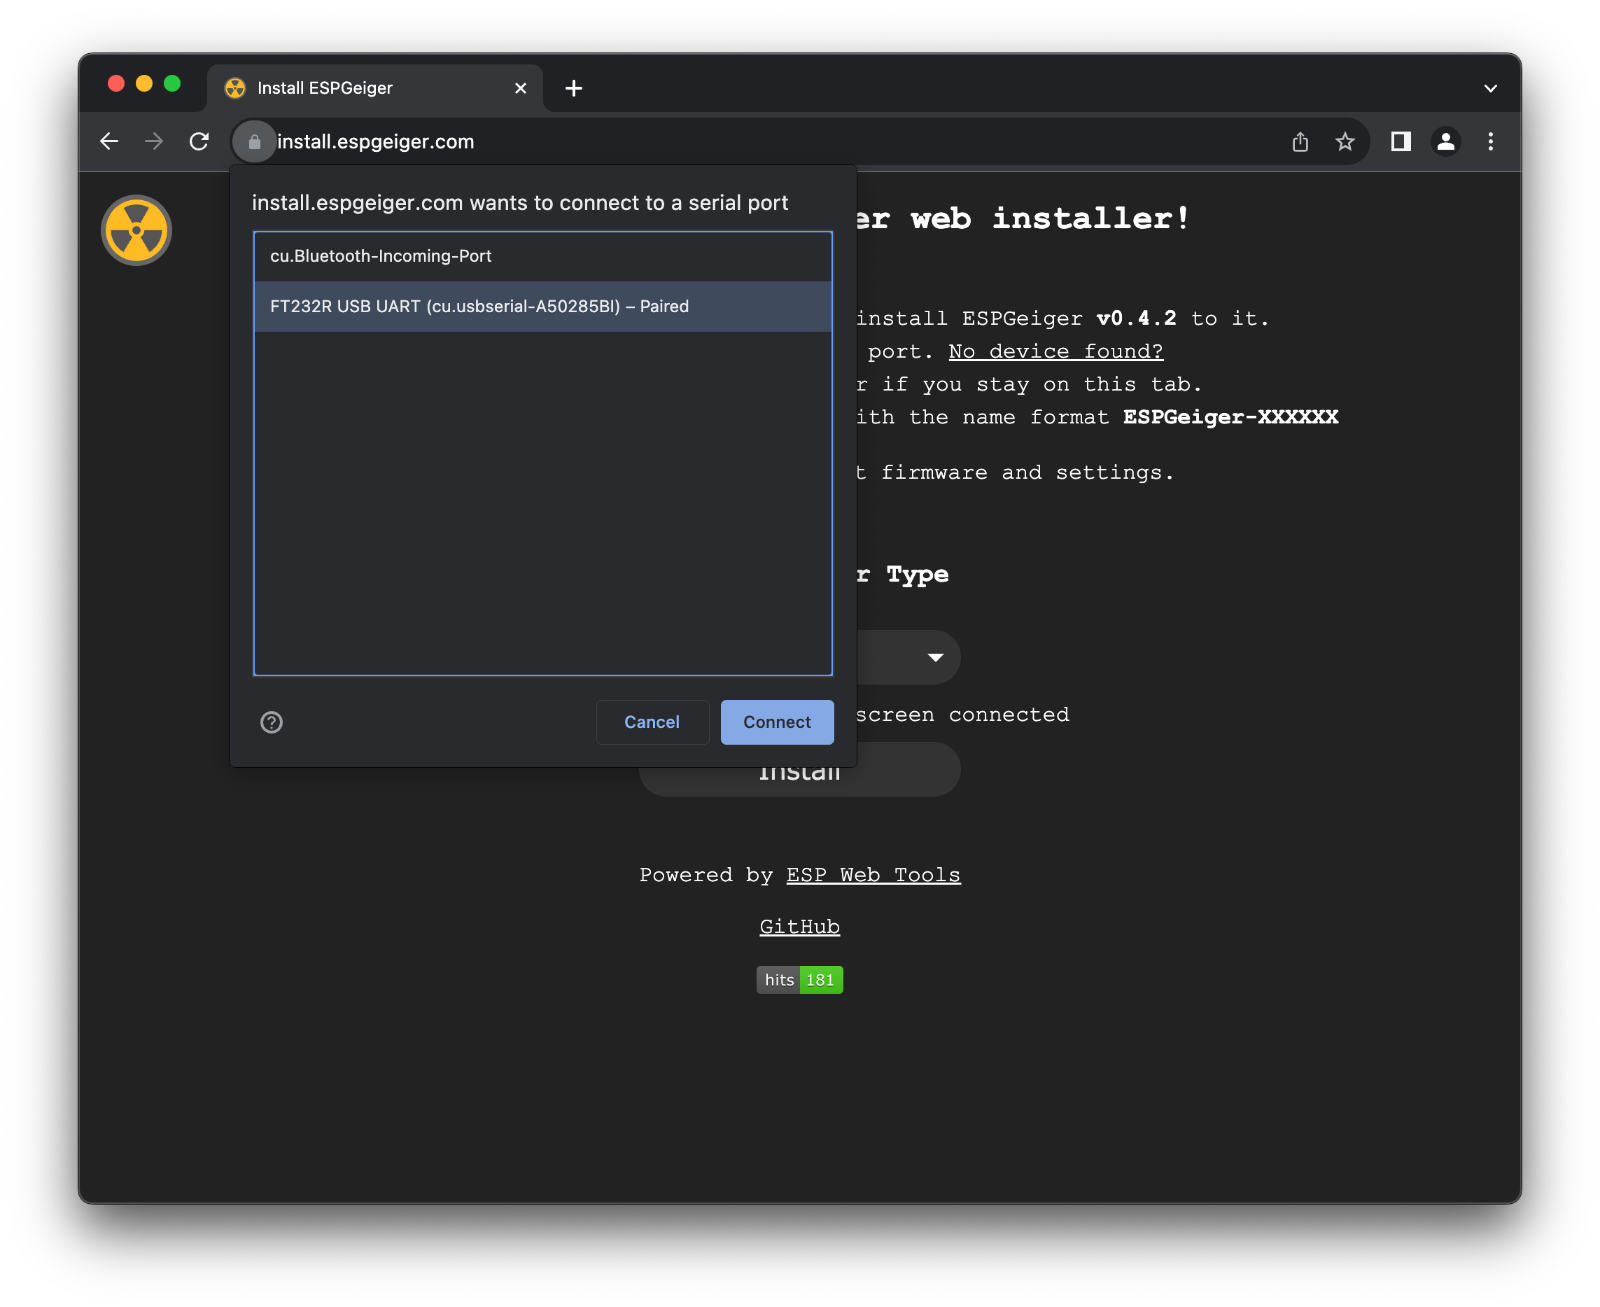 Install ESPGeiger
install.espgeiger.com
install.espgeiger.com wants to connect to a serial port
cu.Bluetooth-Incoming-Port
FT232R USB UART (cu.usbserial-A50285BI) – Paired
Cancel
Connect
er web installer!
install ESPGeiger v0.4.2 to it.
port. No device found?
r if you stay on this tab.
ith the name format ESPGeiger-XXXXXX
t firmware and settings.
r Type
screen connected
Install
Powered by ESP Web Tools
GitHub
hits 181